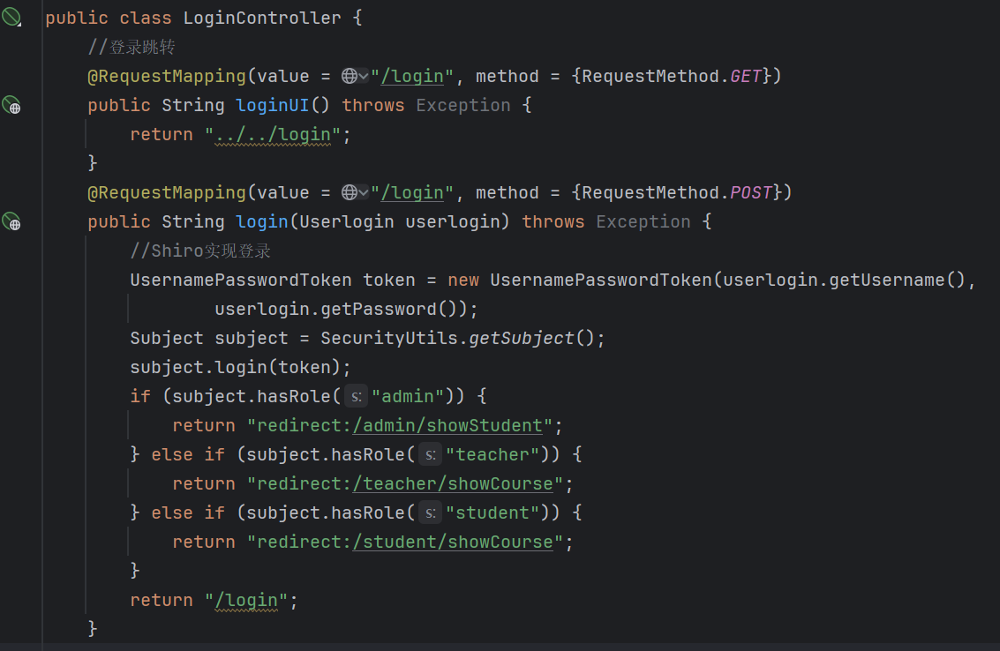 public class LoginController {
//登录跳转
@RequestMapping(value = "/login", method = {RequestMethod.GET})
public String loginUI() throws Exception {
return "../../login";
}
@RequestMapping(value = "/login", method = {RequestMethod.POST})
public String login(Userlogin userlogin) throws Exception {
//Shiro实现登录
UsernamePasswordToken token = new UsernamePasswordToken(userlogin.getUsername(),
userlogin.getPassword());
Subject subject = SecurityUtils.getSubject();
subject.login(token);
if (subject.hasRole( s: "admin")) {
return "redirect:/admin/showStudent";
} else if (subject.hasRole( s: "teacher")) {
return "redirect:/teacher/showCourse";
} else if (subject.hasRole( s: "student")) {
return "redirect:/student/showCourse";
}
return "/login";
}